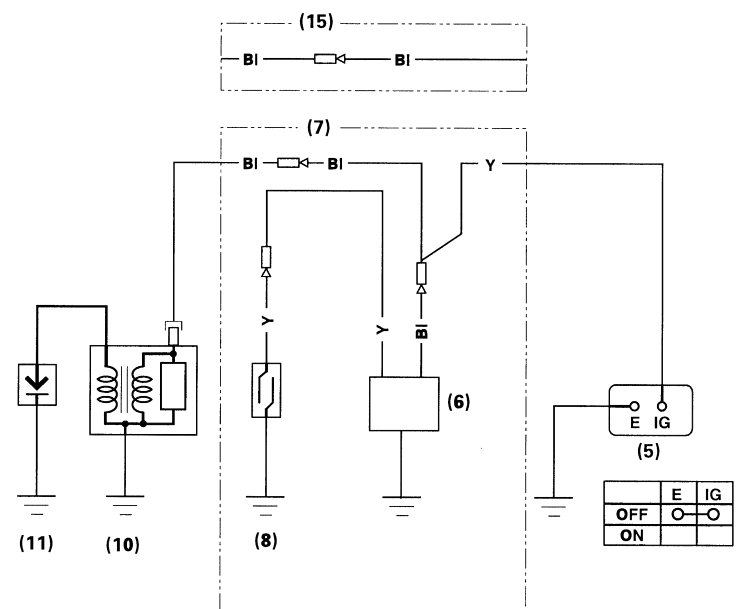 (15)
Bl Bl
(7)
Bl Bl Y
Y Y Bl
(6)
E IG
(5)
E IG
OFF
ON
(11) (10) (8)